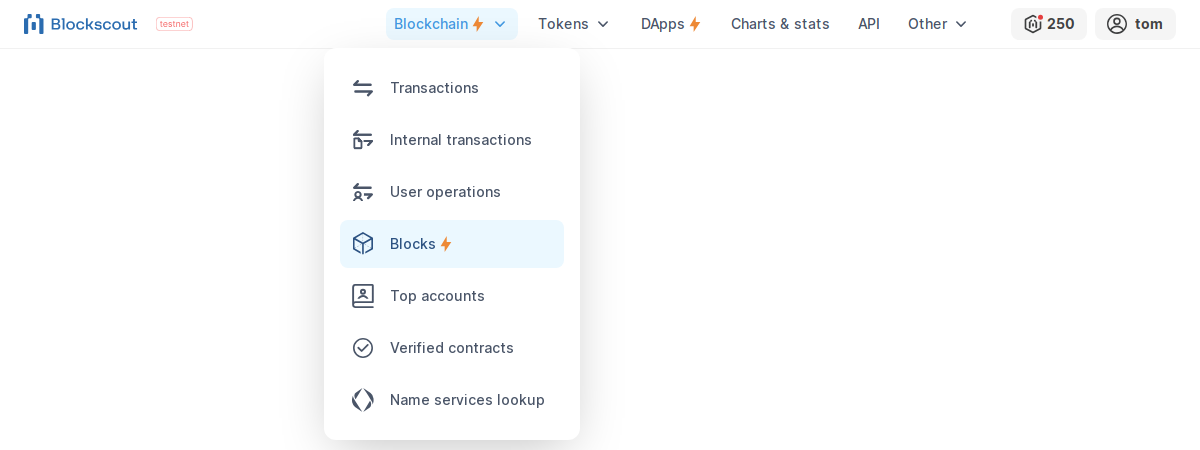 Blockscout testnet Blockchain Tokens DApps Charts & stats API Other 250 tom
Transactions
Internal transactions
User operations
Blocks
Top accounts
Verified contracts
Name services lookup